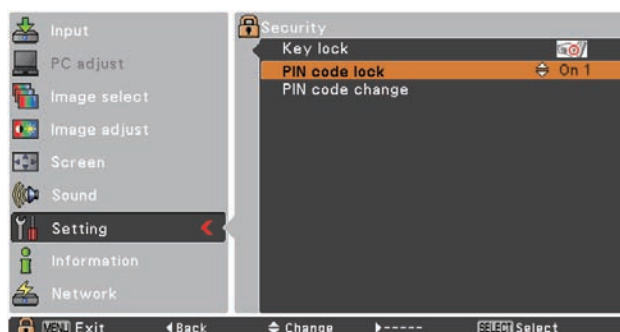 Input
PC adjust
Image select
Image adjust
Screen
Sound
Setting
Information
Network
Security
Key lock
PIN code lock On 1
PIN code change
MENU Exit Back Change ----- SELECT Select